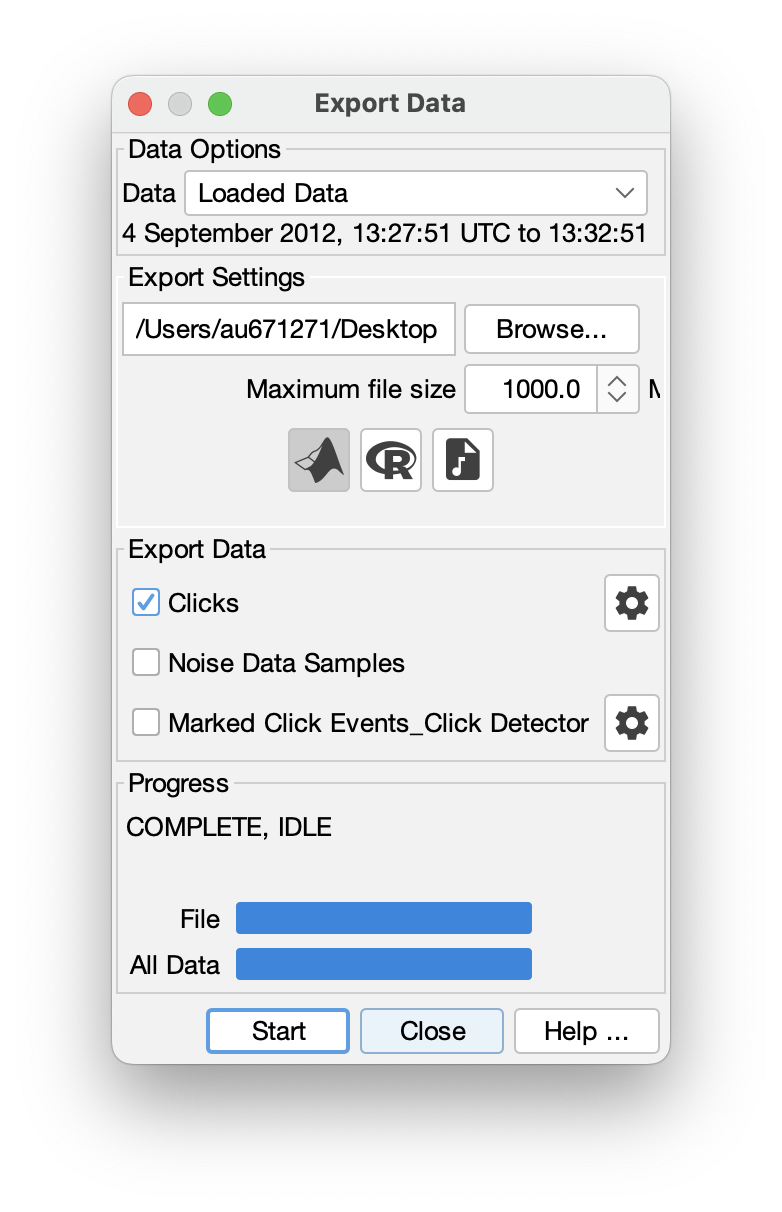 Export Data
Data Options
Data Loaded Data
4 September 2012, 13:27:51 UTC to 13:32:51
Export Settings
/Users/au671271/Desktop Browse...
Maximum file size 1000.0
R
Export Data
Clicks
Noise Data Samples
Marked Click Events_Click Detector
Progress
COMPLETE, IDLE
File
All Data
Start Close Help ...